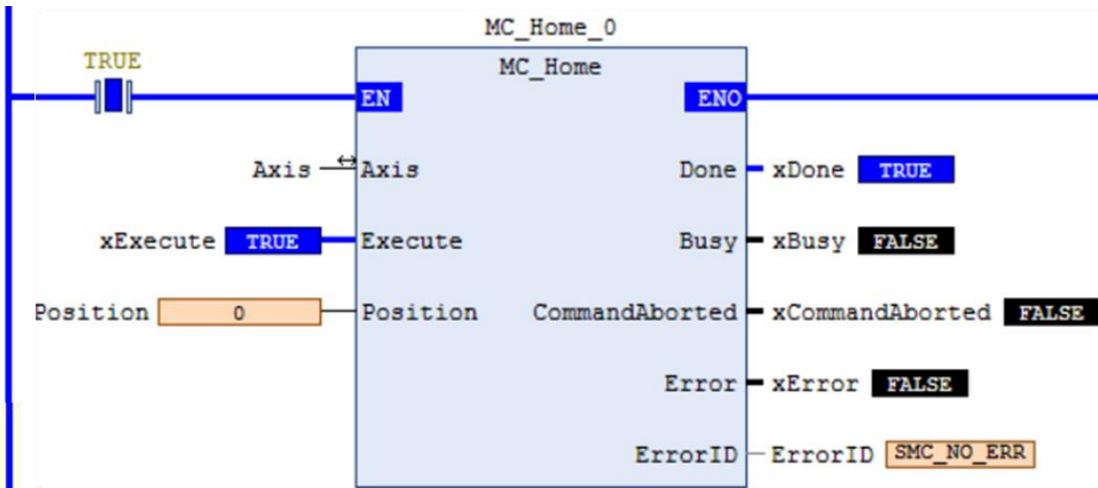 MC_Home_0
TRUE
MC_Home
EN ENO
Axis Axis Done xDone TRUE
xExecute TRUE Execute Busy xBusy FALSE
Position 0 Position CommandAborted xCommandAborted FALSE
Error xError FALSE
ErrorID ErrorID SMC_NO_ERR